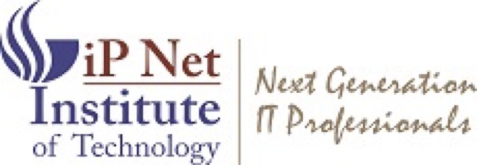 iP Net
Institute
of Technology
Next Generation
IT Professionals